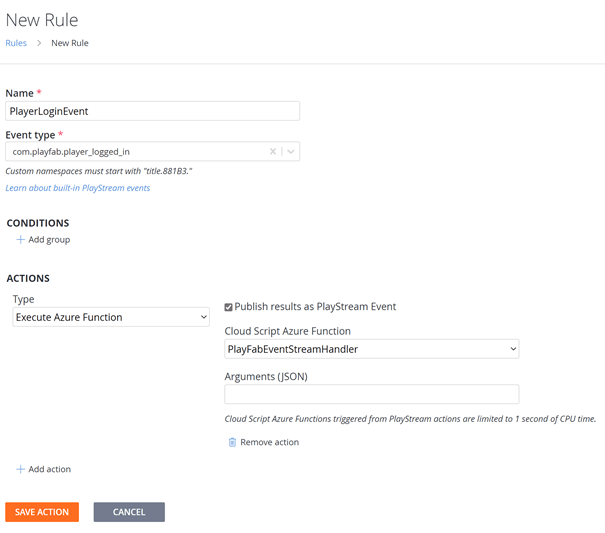 New Rule
Rules > New Rule
Name *
PlayerLoginEvent
Event type *
com.playfab.player_logged_in
Custom namespaces must start with "title.881B3."
Learn about built-in PlayStream events
CONDITIONS
Add group
ACTIONS
Type
Execute Azure Function
Publish results as PlayStream Event
Cloud Script Azure Function
PlayFabEventStreamHandler
Arguments (JSON)
Cloud Script Azure Functions triggered from PlayStream actions are limited to 1 second of CPU time.
Remove action
Add action
SAVE ACTION
CANCEL